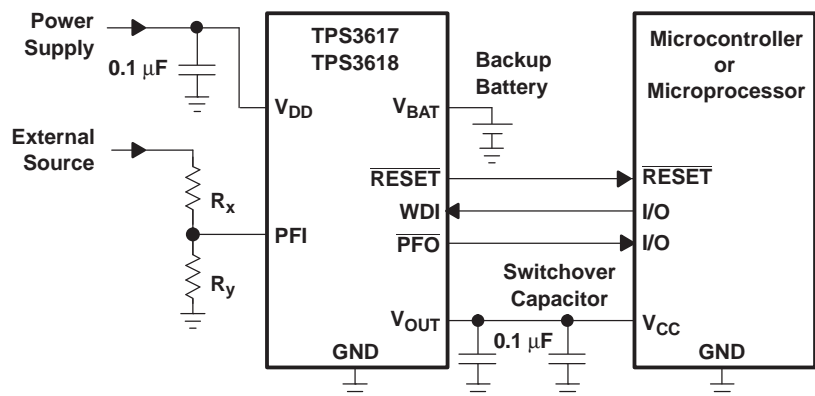 Power
Supply
0.1 μF
External
Source
Rx
Ry
TPS3617
TPS3618
VDD
VBAT
RESET
WDI
PFI
PFO
VOUT
GND
Backup
Battery
Switchover
Capacitor
0.1 μF
Microcontroller
or
Microprocessor
RESET
I/O
I/O
VCC
GND